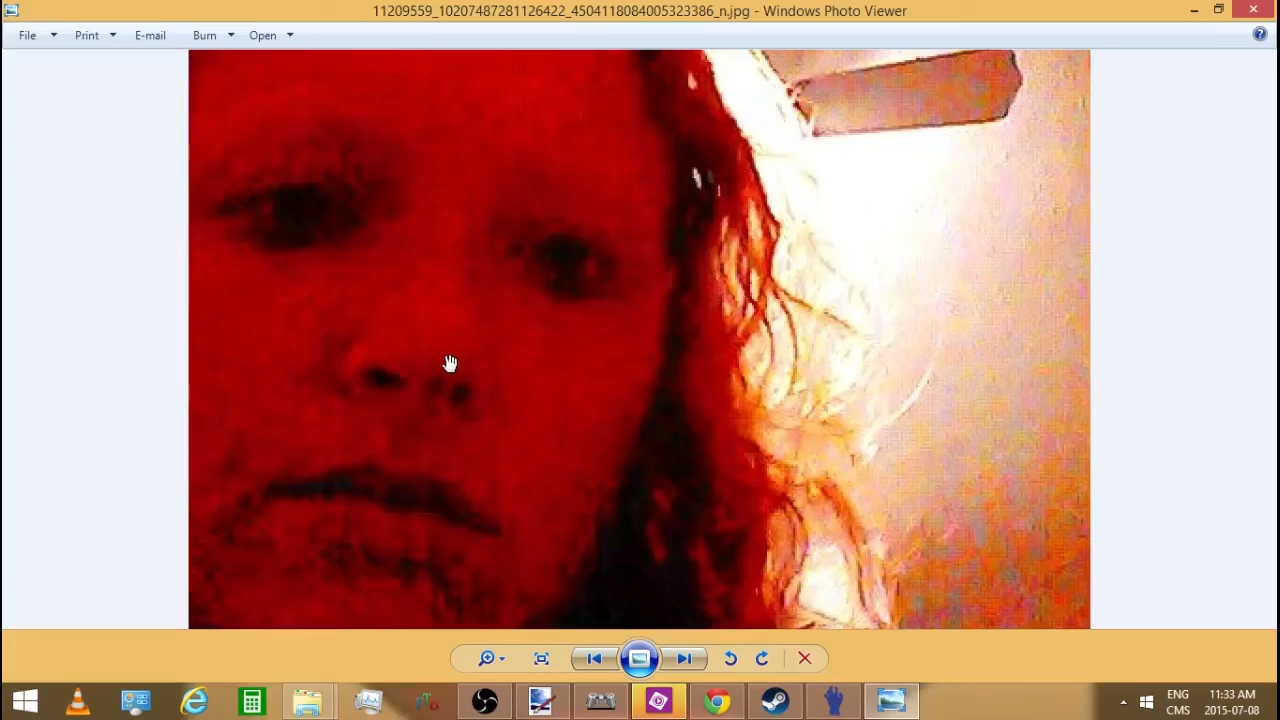 11209559_10207487281126422_4504118084005323386_n.jpg - Windows Photo Viewer
File Print E-mail Burn Open
ENG 11:33 AM
CMS 2015-07-08